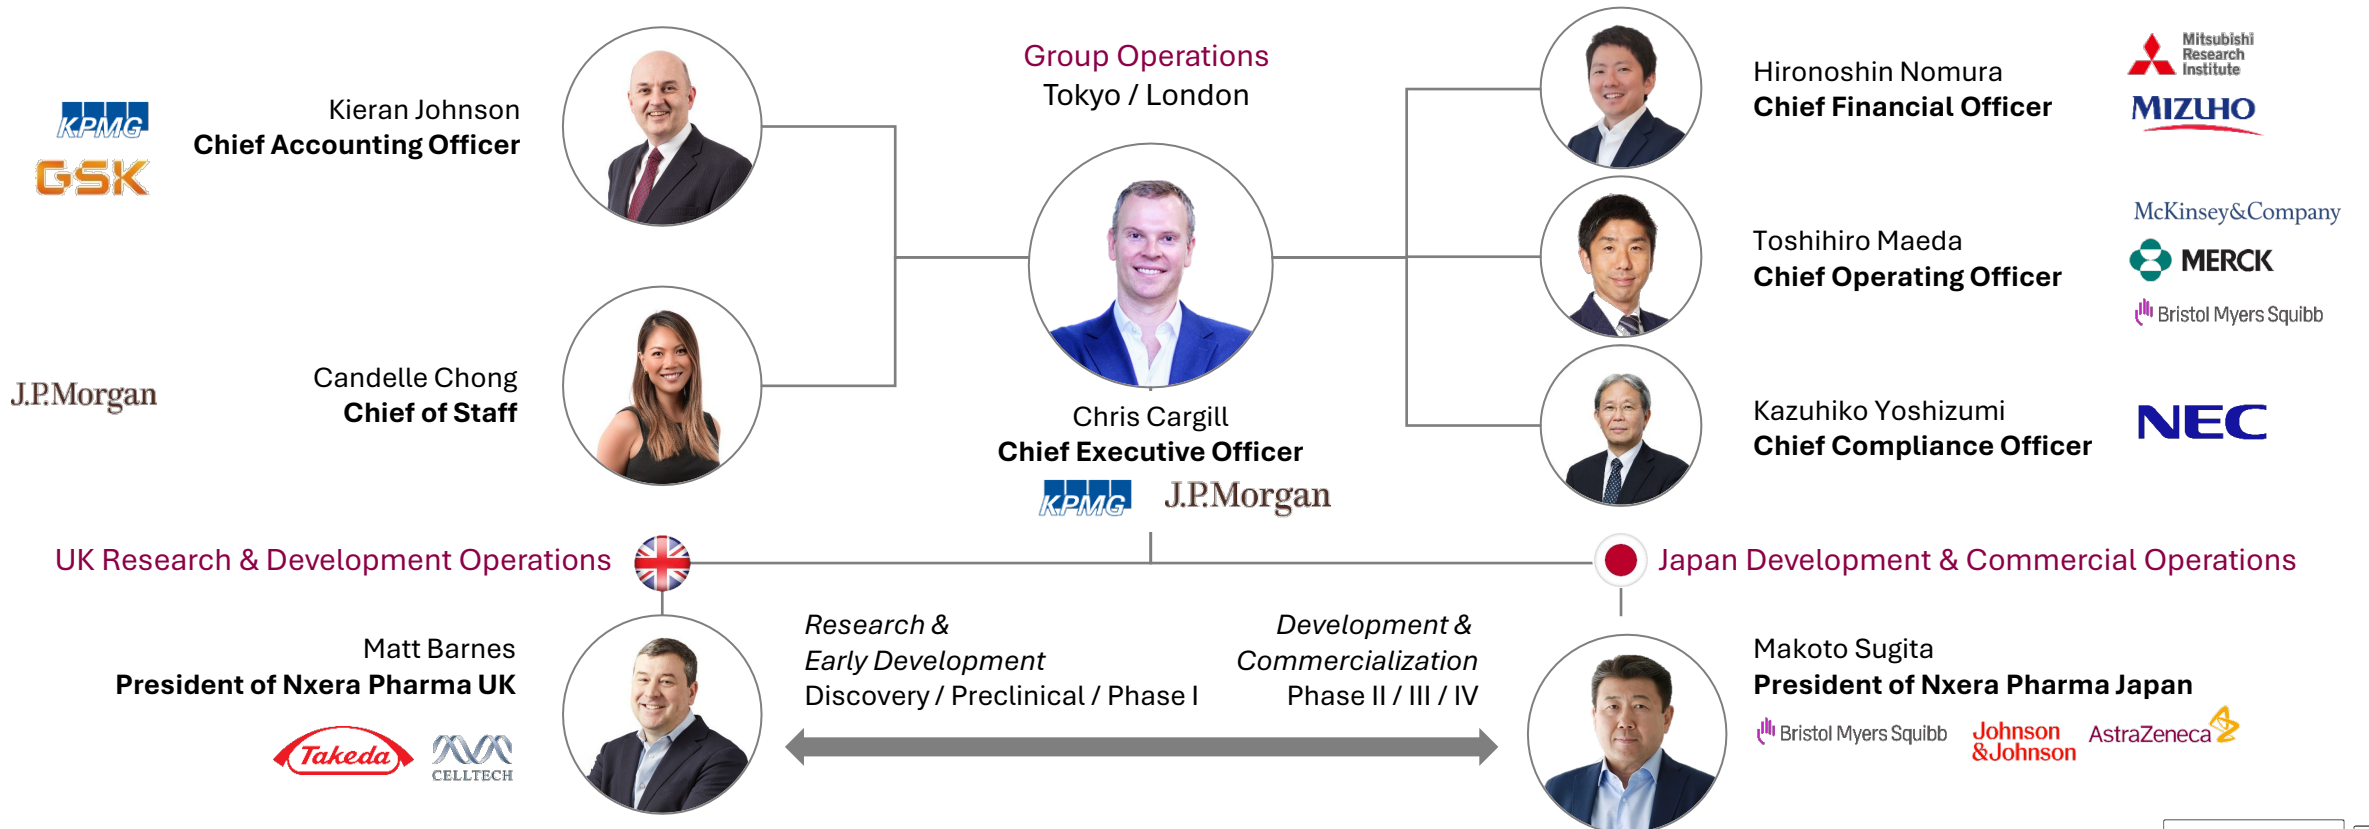 Group Operations
Tokyo / London
KPMG
GSK
Kieran Johnson
Chief Accounting Officer
J.P.Morgan
Candelle Chong
Chief of Staff
Chris Cargill
Chief Executive Officer
KPMG
J.P.Morgan
Hironoshin Nomura
Chief Financial Officer
Mitsubishi
Research
Institute
MIZUHO
Toshihiro Maeda
Chief Operating Officer
McKinsey&Company
MERCK
Bristol Myers Squibb
Kazuhiko Yoshizumi
Chief Compliance Officer
NEC
UK Research & Development Operations
Japan Development & Commercial Operations
Matt Barnes
President of Nxera Pharma UK
Takeda
CELLTECH
Research &
Early Development
Discovery / Preclinical / Phase I
Development &
Commercialization
Phase II / III / IV
Makoto Sugita
President of Nxera Pharma Japan
Bristol Myers Squibb
Johnson
&Johnson
AstraZeneca